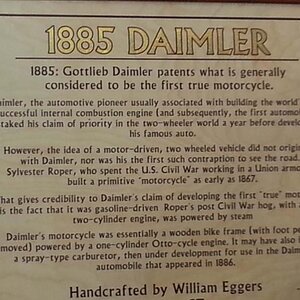 1885 DAIMLER
1885: Gottlieb Daimler patents what is generally
considered to be the first true motorcycle.
aimler, the automotive pioneer usually associated with building the world
uccessful internal combustion engine (and subsequently, the first automo
staked his claim of priority in the two-wheeler world a year before devel
his famous auto.
However, the idea of a motor-driven, two wheeled vehicle did not origin
with Daimler, nor was his the first such contraption to see the road.
Sylvester Roper, who spent the U.S. Civil War working in a Union armor
built a primitive "motorcycle" as early as 1867.
hat gives credibility to Daimler's claim of developing the first "true" mot
is the fact that it was gasoline-driven. Roper's post Civil War hog, with a
two-cylinder engine, was powered by steam
Daimler's motorcycle was essentially a wooden bike frame (with foot pe
moved) powered by a one-cylinder Otto-cycle engine. It may have also i
a spray-type carburetor, then under development for use in the Daim
automobile that appeared in 1886.
Handcrafted by William Eggers